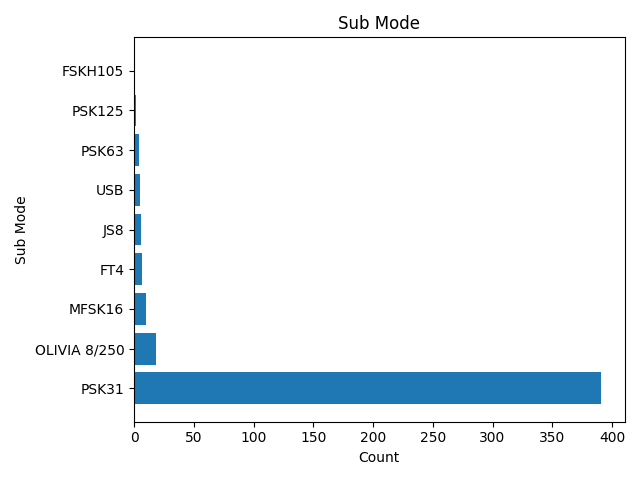 Sub Mode
FSKH105
PSK125
PSK63
USB
JS8
FT4
MFSK16
OLIVIA 8/250
PSK31
Sub Mode
0 50 100 150 200 250 300 350 400
Count